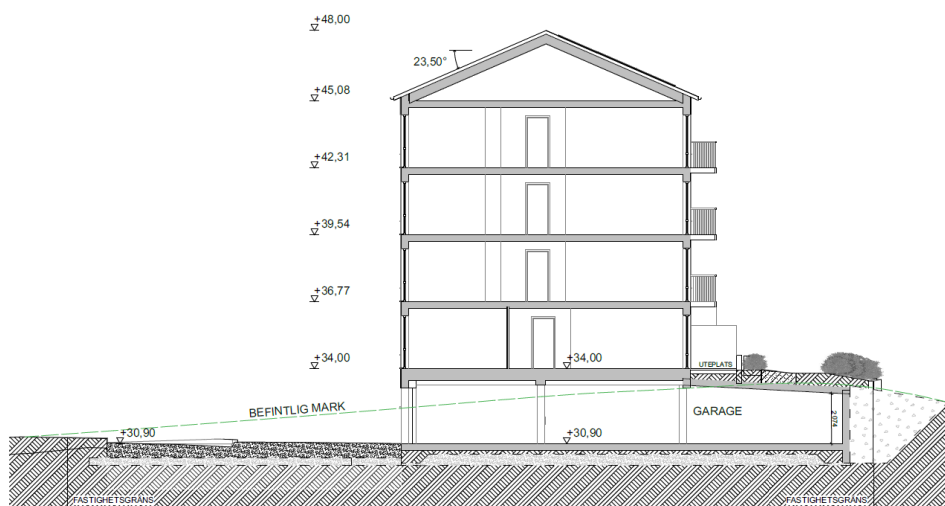 +48,00
23,50°
+45,08
+42,31
+39,54
+36,77
+34,00
+34,00
UTEPLATS
BEFINTLIG MARK
GARAGE
2 074
+30,90
+30,90
FASTIGHETSGRÄNS
FASTIGHETSGRÄNS